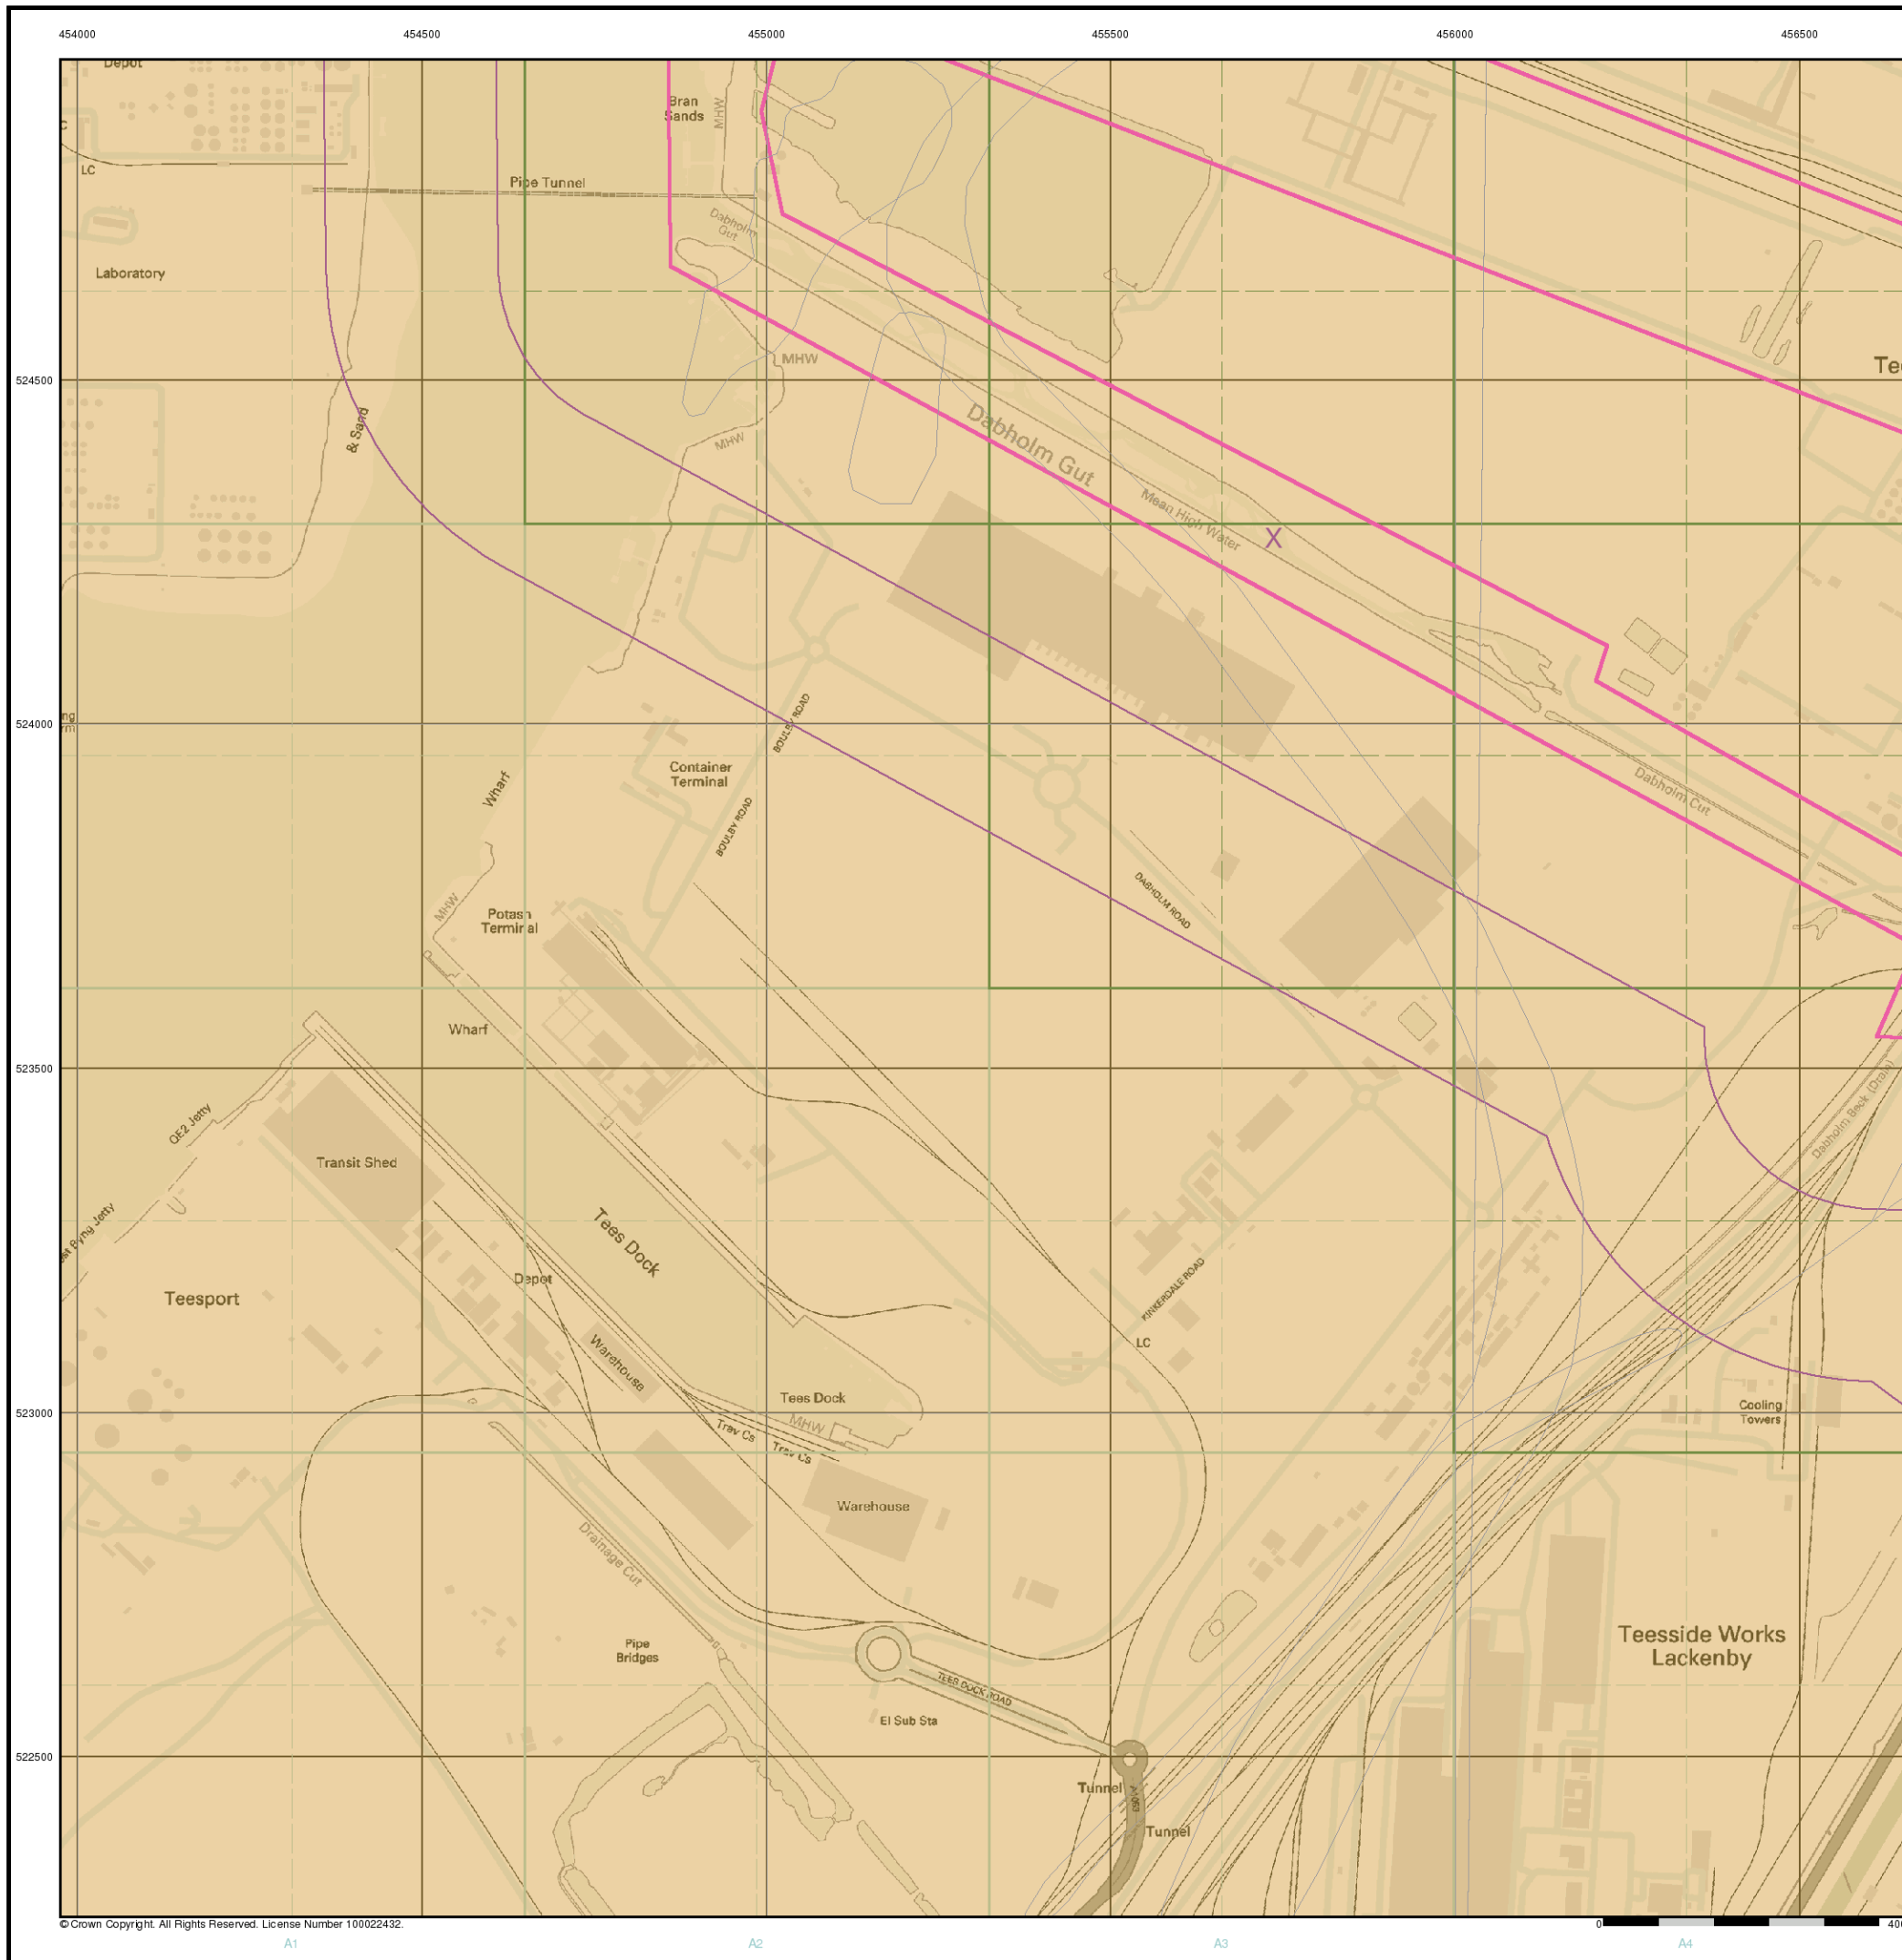 454000 454500 455000 455500 456000 456500
Depot
Bran
Sands
MHW
LC
Pipe Tunnel
Dabholm
Gut
Laboratory
MHW
524500
& Sand
MHW
Dabholm Gut
Mean High Water
X
524000
BOULBY ROAD
Container
Terminal
Wharf
BOULBY ROAD
Dabholm Cut
DABHOLM ROAD
MHW
Potash
Terminal
Wharf
523500
QE2 Jetty
Dabholm Beck (Drain)
Transit Shed
Tees Dock
Depot
KINKERDALE ROAD
Teesport
Warehouse
LC
Tees Dock
523000
MHW
Trav Cs
Trav Cs
Cooling
Towers
Warehouse
Drainage Cut
Pipe
Bridges
Teesside Works
Lackenby
TEES DOCK ROAD
El Sub Sta
522500
Tunnel
A1053
Tunnel
© Crown Copyright. All Rights Reserved. License Number 100022432.
0
A1 A2 A3 A4